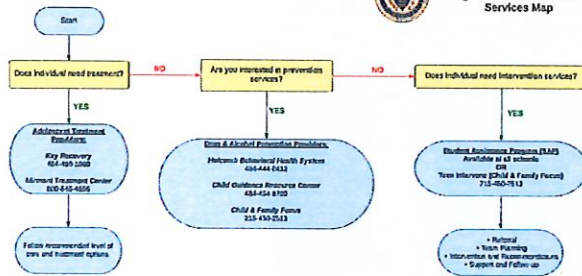 Services Map
Start
Does individual need treatment?
NO
Are you interested in prevention
services?
NO
Does individual need intervention services?
YES
YES
YES
Adolescent Treatment
Providers:
Key Recovery
Mirmont Treatment Center
Drug & Alcohol Prevention Providers:
Holcomb Behavioral Health System
Child Guidance Resource Center
Child & Family Focus
Student Assistance Program (SAP)
Available at all schools
OR
Teen Intervene (Child & Family Focus)
Follow recommended level of
care and treatment options
• Referral
• Team Planning
• Intervention and Recommendations
• Support and Follow-up